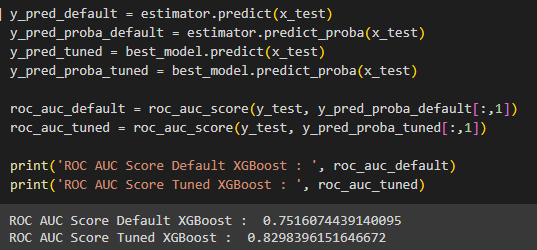 y_pred_default = estimator.predict(x_test)
y_pred_proba_default = estimator.predict_proba(x_test)
y_pred_tuned = best_model.predict(x_test)
y_pred_proba_tuned = best_model.predict_proba(x_test)
roc_auc_default = roc_auc_score(y_test, y_pred_proba_default[:,1])
roc_auc_tuned = roc_auc_score(y_test, y_pred_proba_tuned[:,1])
print('ROC AUC Score Default XGBoost : ', roc_auc_default)
print('ROC AUC Score Tuned XGBoost : ', roc_auc_tuned)
ROC AUC Score Default XGBoost :  0.7516074439140095
ROC AUC Score Tuned XGBoost :  0.8298396151646672